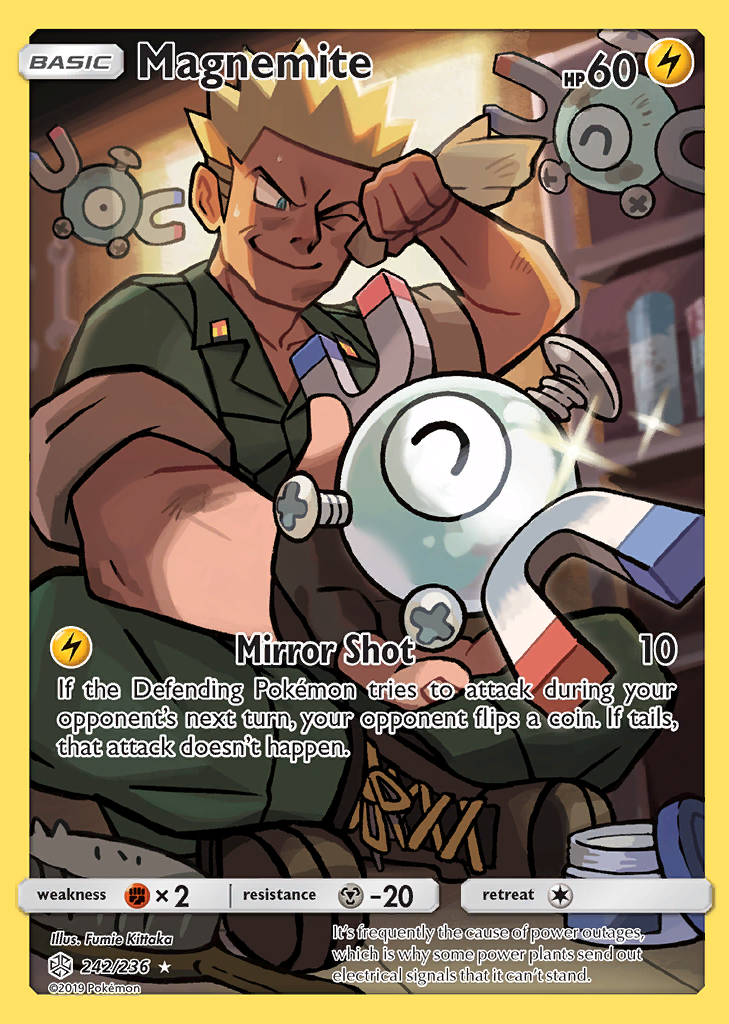 BASIC Magnemite HP60
Mirror Shot 10
If the Defending Pokémon tries to attack during your
opponent's next turn, your opponent flips a coin. If tails,
that attack doesn't happen.
weakness ×2 resistance -20 retreat
Illus. Fumie Kittaka
242/236
©2019 Pokémon
It's frequently the cause of power outages,
which is why some power plants send out
electrical signals that it can't stand.